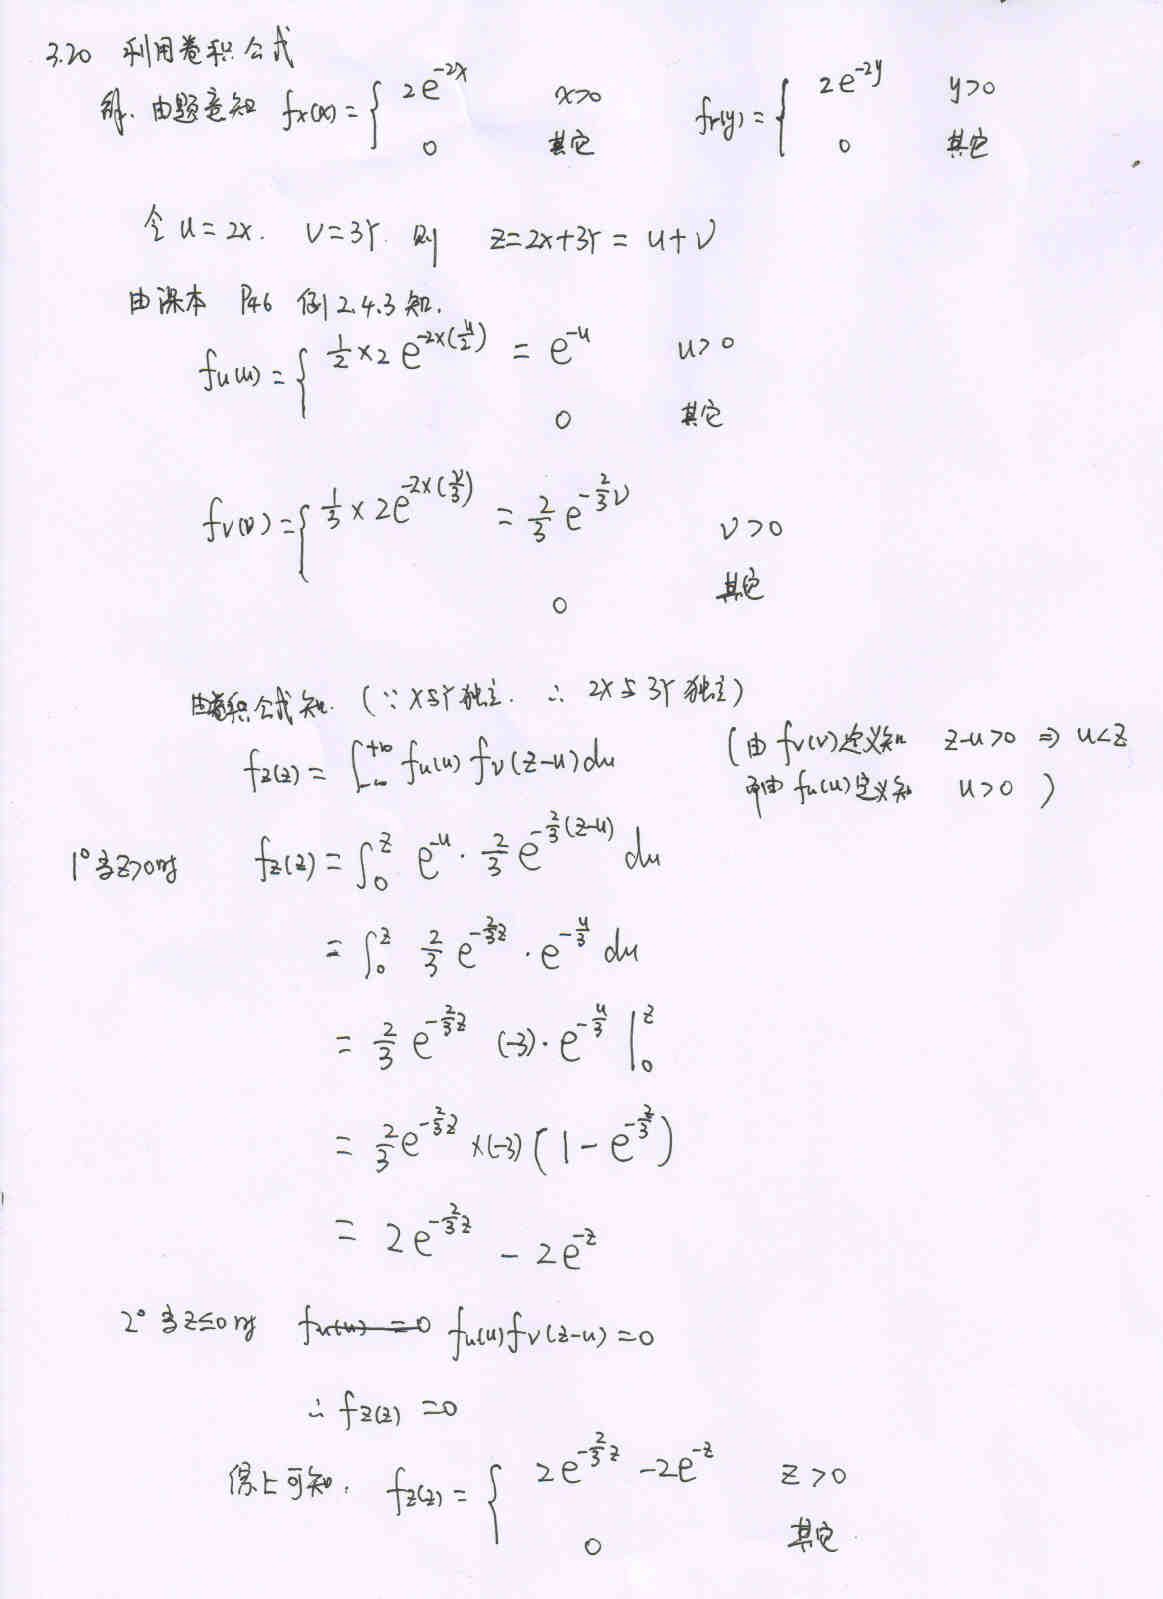 3.20 利用卷积公式
解. 由题意知 fx(x) = { 2e^{-2x} x>0 fY(y) = { 2e^{-2y} y>0
0 其它 0 其它
令 u=2X. V=3Y. 则 Z=2X+3Y = u+V
由课本 P46 例2.4.3知.
fu(u) = { 1/2 × 2 e^{-2×(u/2)} = e^{-u} u>0
0 其它
fV(v) = { 1/3 × 2e^{-2×(v/3)} = 2/3 e^{-2/3 v} v>0
0 其它
由卷积公式知. (∵ X与Y独立. ∴ 2X与3Y独立)
fz(z) = ∫_{-∞}^{+∞} fu(u) fv(z-u) du (由 fv(v)定义知 z-u>0 ⇒ u<z
再由 fu(u)定义知 u>0 )
1° 当z>0时 fz(z) = ∫_0^z e^{-u} · 2/3 e^{-2/3(z-u)} du
= ∫_0^z 2/3 e^{-2/3 z} · e^{-u/3} du
= 2/3 e^{-2/3 z} (-3) · e^{-u/3} |_0^z
= 2/3 e^{-2/3 z} ×(-3) (1 - e^{-z/3})
= 2e^{-2/3 z} - 2e^{-z}
2° 当z≤0时 fu(u) = 0 fu(u)fv(z-u)=0
∴ fz(z) = 0
综上可知. fz(z) = { 2e^{-2/3 z} - 2e^{-z} z>0
0 其它